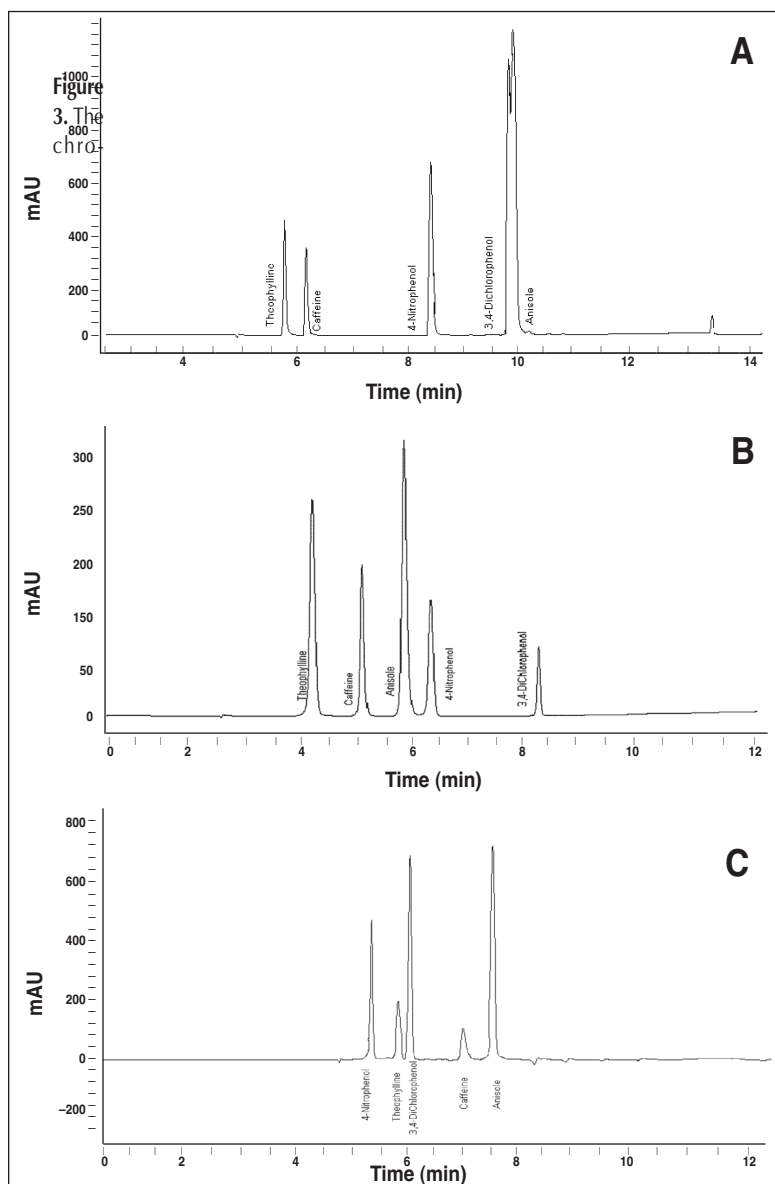 A
Figure
3. The
chro-
1000
800
600
400
200
0
mAU
Theophylline
Caffeine
4-Nitrophenol
3,4-Dichlorophenol
Anisole
4 6 8 10 12 14
Time (min)
B
300
250
200
150
50
0
mAU
Theophylline
Caffeine
Anisole
4-Nitrophenol
3,4-DiChlorophenol
0 2 4 6 8 10 12
Time (min)
C
800
600
400
200
0
−200
mAU
4-Nitrophenol
Theophylline
3,4-DiChlorophenol
Caffeine
Anisole
0 2 4 6 8 10 12
Time (min)